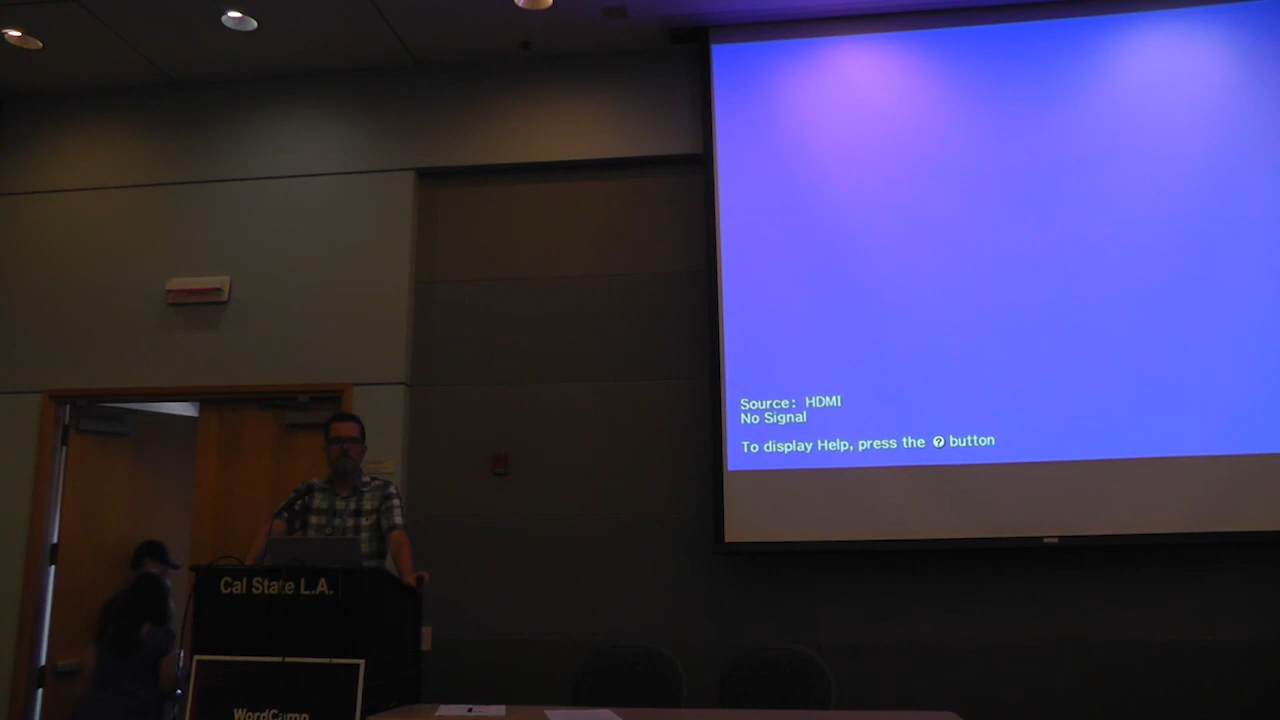 Source: HDMI
No Signal
To display Help, press the ? button
Cal State L.A.
WordCamp